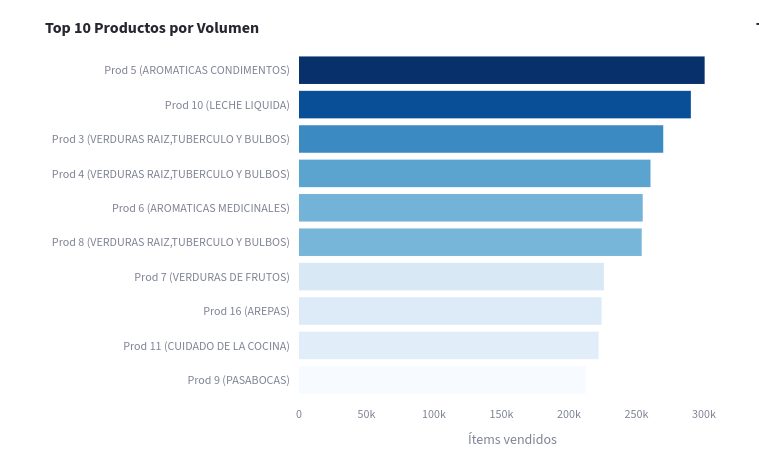 Top 10 Productos por Volumen
Prod 5 (AROMATICAS CONDIMENTOS)
Prod 10 (LECHE LIQUIDA)
Prod 3 (VERDURAS RAIZ,TUBERCULO Y BULBOS)
Prod 4 (VERDURAS RAIZ,TUBERCULO Y BULBOS)
Prod 6 (AROMATICAS MEDICINALES)
Prod 8 (VERDURAS RAIZ,TUBERCULO Y BULBOS)
Prod 7 (VERDURAS DE FRUTOS)
Prod 16 (AREPAS)
Prod 11 (CUIDADO DE LA COCINA)
Prod 9 (PASABOCAS)
0 50k 100k 150k 200k 250k 300k
Ítems vendidos